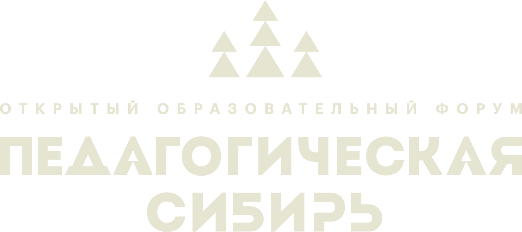 ОТКРЫТЫЙ ОБРАЗОВАТЕЛЬНЫЙ ФОРУМ
ПЕДАГОГИЧЕСКАЯ
СИБИРЬ